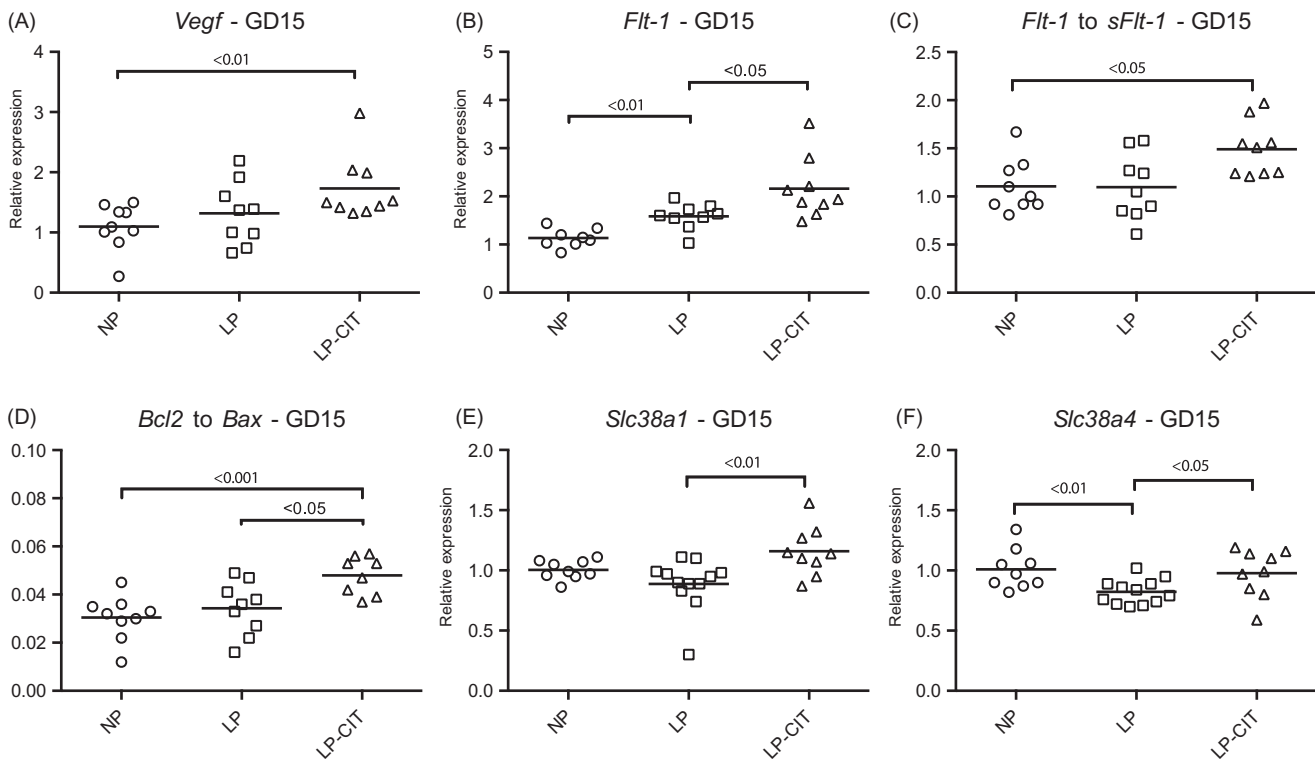 (A) Vegf - GD15
Relative expression
4
3
2
1
0
<0.01
NP
LP
LP-CIT
(B) Flt-1 - GD15
Relative expression
5
4
3
2
1
0
<0.01
<0.05
NP
LP
LP-CIT
(C) Flt-1 to sFlt-1 - GD15
Relative expression
2.5
2.0
1.5
1.0
0.5
0.0
<0.05
NP
LP
LP-CIT
(D) Bcl2 to Bax - GD15
0.10
0.08
0.06
0.04
0.02
0.00
<0.001
<0.05
NP
LP
LP-CIT
(E) Slc38a1 - GD15
Relative expression
2.0
1.5
1.0
0.5
0.0
<0.01
NP
LP
LP-CIT
(F) Slc38a4 - GD15
Relative expression
2.0
1.5
1.0
0.5
0.0
<0.01
<0.05
NP
LP
LP-CIT